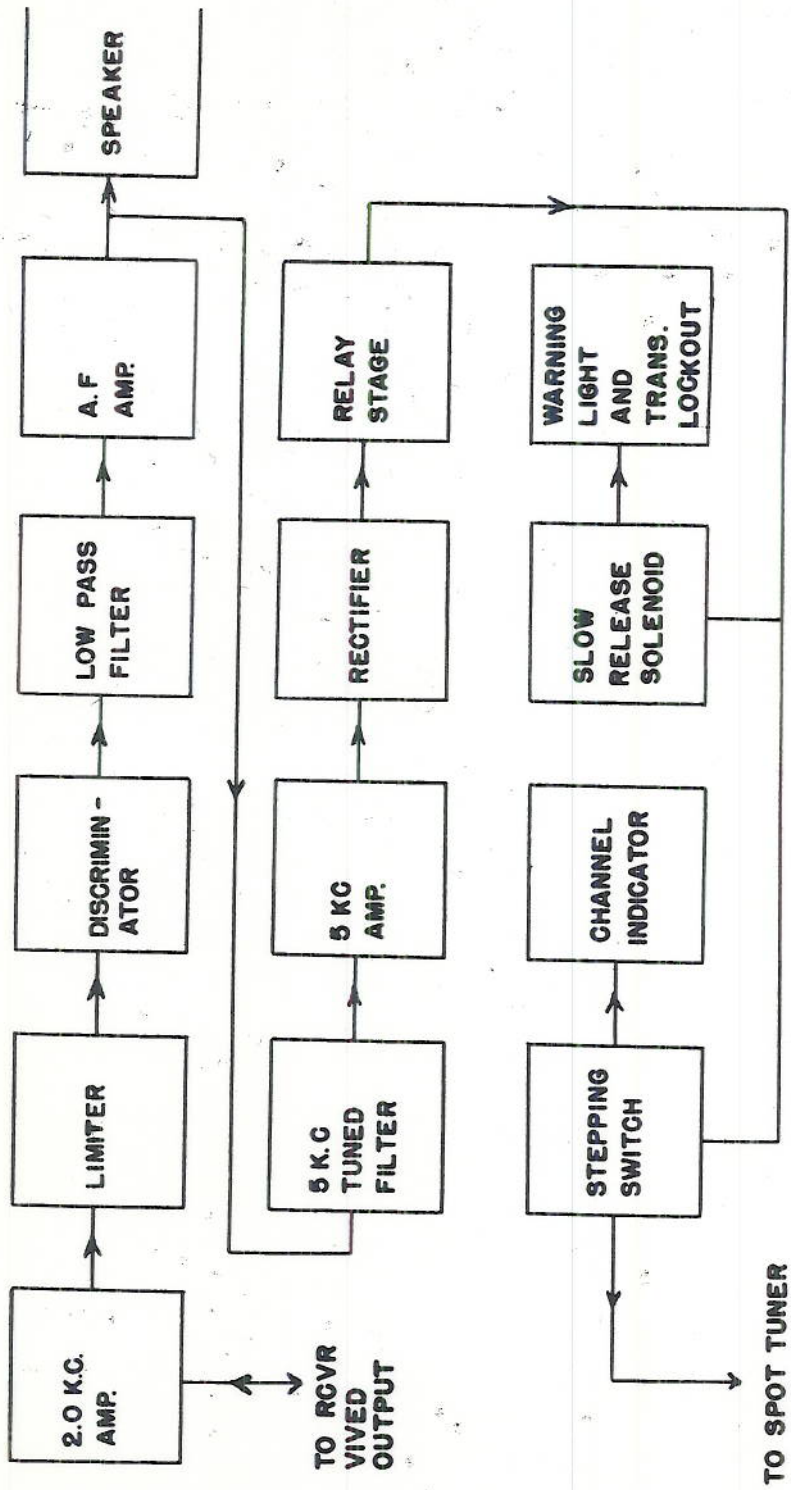 2.0 K.C.
AMP.
LIMITER
DISCRIMIN-
ATOR
LOW PASS
FILTER
A.F
AMP.
SPEAKER
TO RCVR
VIVED
OUTPUT
5 K.C
TUNED
FILTER
5 KC
AMP.
RECTIFIER
RELAY
STAGE
STEPPING
SWITCH
CHANNEL
INDICATOR
SLOW
RELEASE
SOLENOID
WARNING
LIGHT
AND
TRANS.
LOCKOUT
TO SPOT TUNER